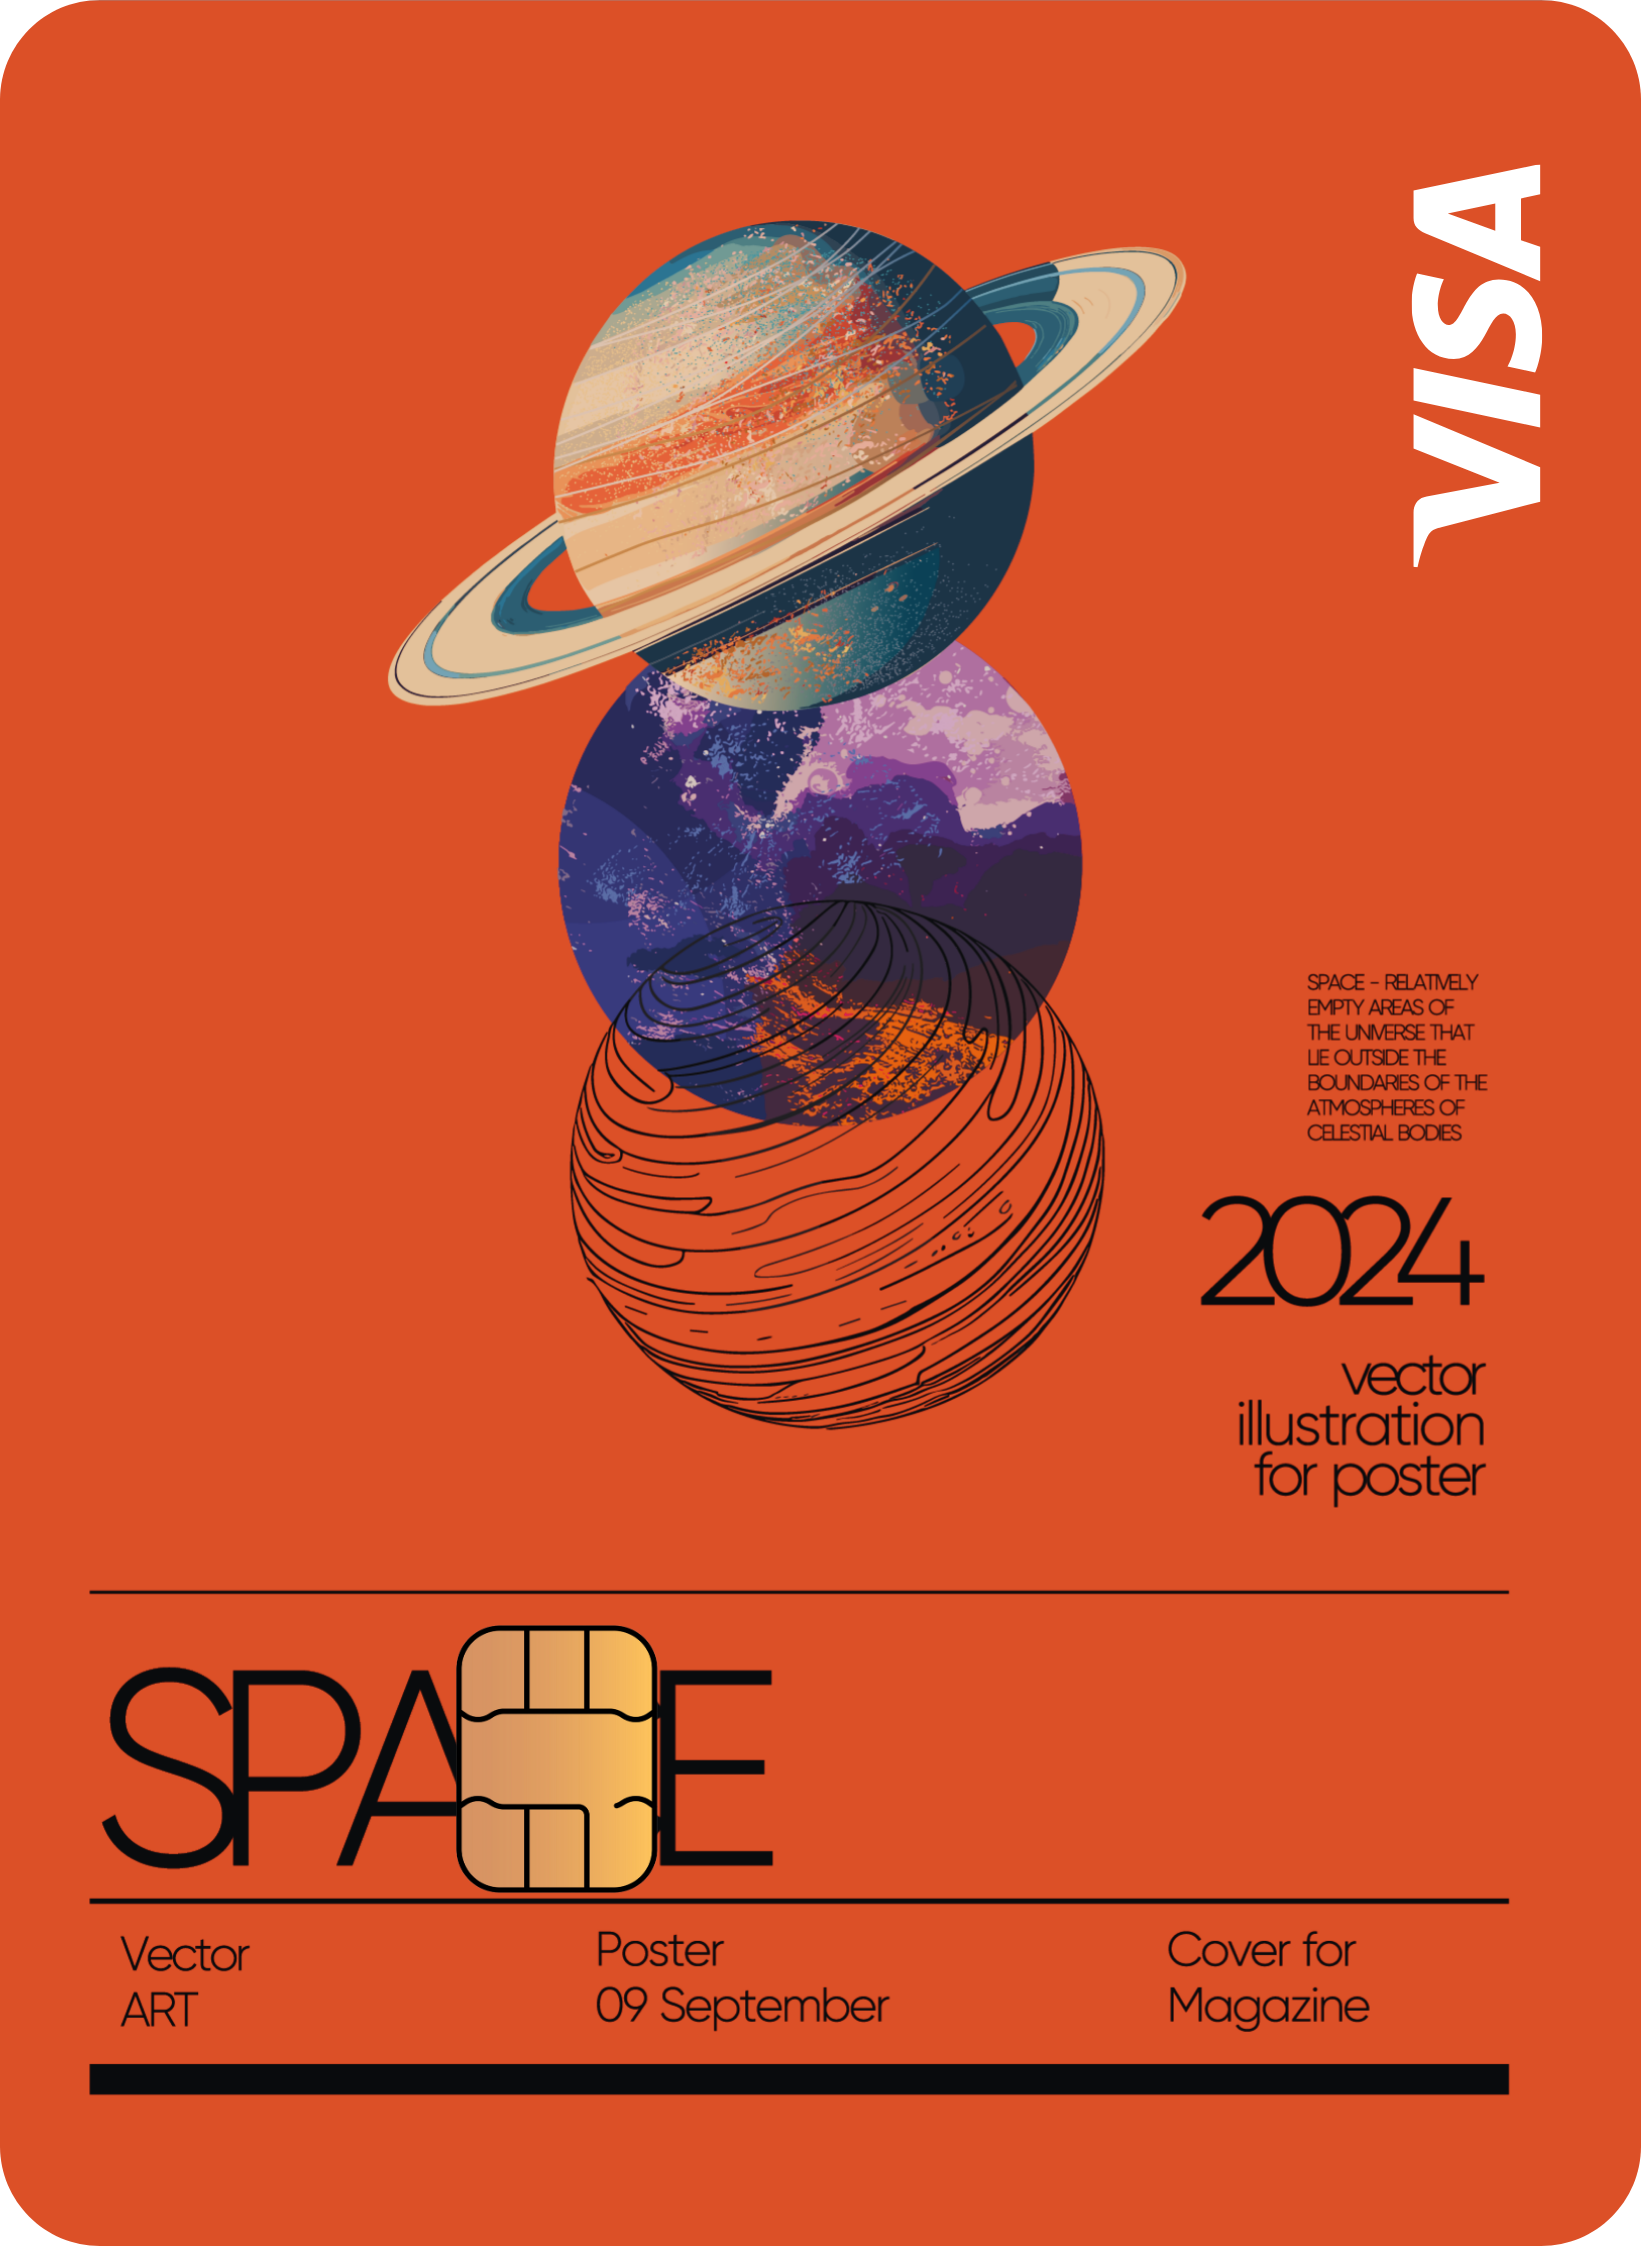 VISA
SPACE - RELATIVELY
EMPTY AREAS OF
THE UNIVERSE THAT
LIE OUTSIDE THE
BOUNDARIES OF THE
ATMOSPHERES OF
CELESTIAL BODIES
2024
vector
illustration
for poster
SPA E
Vector
ART
Poster
09 September
Cover for
Magazine